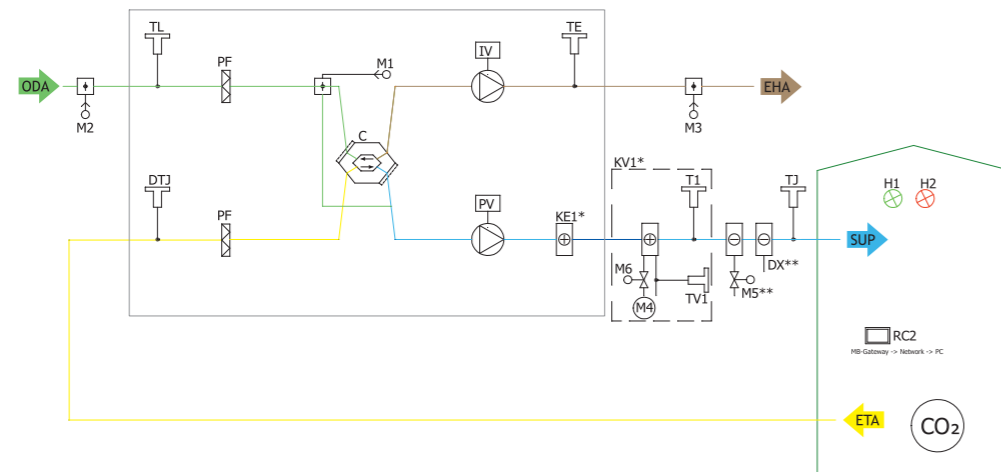 TL
TE
IV
PF
M1
ODA
EHA
M2
M3
C
KV1*
DTJ
T1
TJ
H1
H2
PF
PV
KE1*
SUP
M6
DX**
M5**
TV1
M4
RC2
MB-Gateway -> Network -> PC
ETA
CO₂